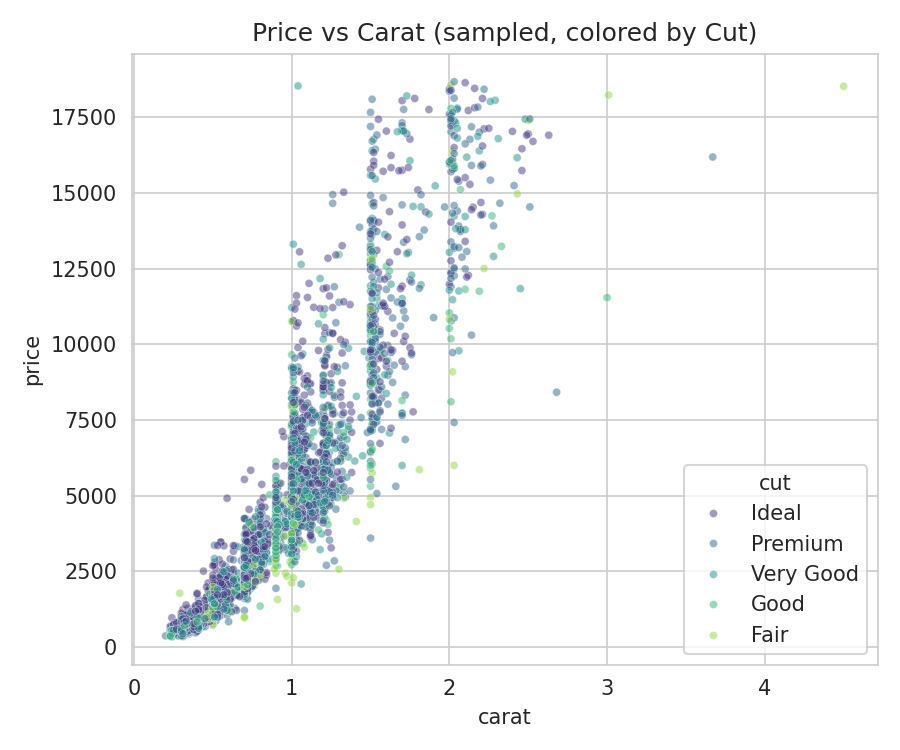 Price vs Carat (sampled, colored by Cut)
17500
15000
12500
10000
7500
5000
2500
0
price
0 1 2 3 4
carat
cut
Ideal
Premium
Very Good
Good
Fair